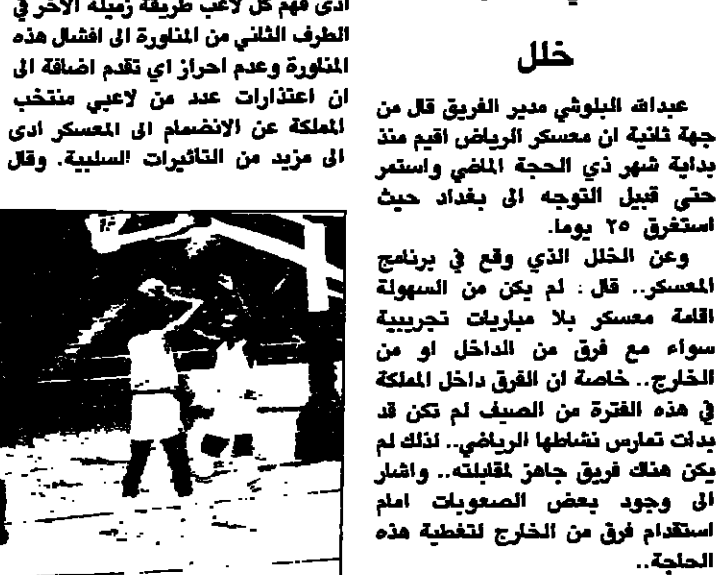 خلل
عبدالله البلوشي مدير الفريق قال من
جهة ثانية ان معسكر الرياض اقيم منذ
بداية شهر ذي الحجة الماضي واستمر
حتى قبيل التوجه الى بغداد حيث
استغرق ٢٥ يوما.
وعن الخلل الذي وقع في برنامج
المعسكر.. قال : لم يكن من السهولة
اقامة معسكر بلا مباريات تجريبية
سواء مع فرق من الداخل او من
الخارج.. خاصة ان الفرق داخل المملكة
في هذه الفترة من الصيف لم تكن قد
بدات تمارس نشاطها الرياضي.. لذلك لم
يكن هناك فريق جاهز لمقابلته.. واشار
الى وجود بعض الصعوبات امام
استقدام فرق من الخارج لتغطية هذه
الحاجة..
ادى فهم كل لاعب طريقة زميله الآخر في
الطرف الثاني من المناورة الى افشال هذه
المناورة وعدم احراز اي تقدم اضافة الى
ان اعتذارات عدد من لاعبي منتخب
المملكة عن الانضمام الى المعسكر ادى
الى مزيد من التاثيرات السلبية. وقال